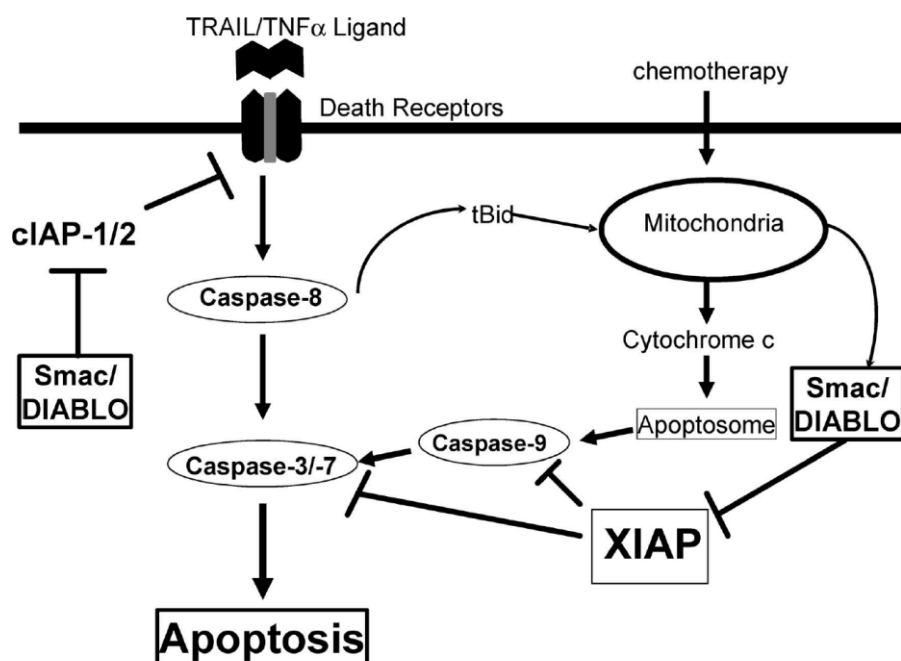 TRAIL/TNFα Ligand
chemotherapy
Death Receptors
cIAP-1/2
tBid
Mitochondria
Caspase-8
Cytochrome c
Smac/
DIABLO
Smac/
DIABLO
Apoptosome
Caspase-9
Caspase-3/-7
XIAP
Apoptosis